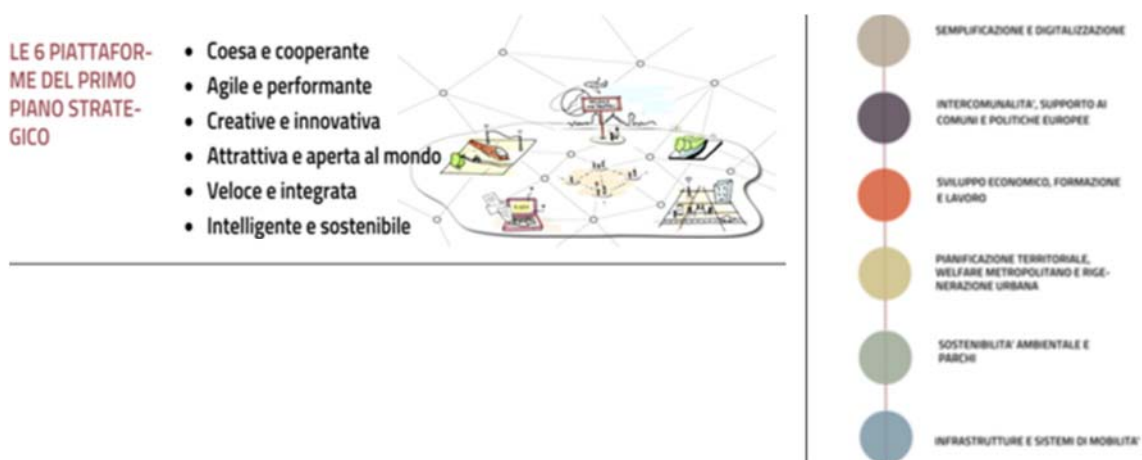 LE 6 PIATTAFOR-
ME DEL PRIMO
PIANO STRATE-
GICO
• Coesa e cooperante
• Agile e performante
• Creative e innovativa
• Attrattiva e aperta al mondo
• Veloce e integrata
• Intelligente e sostenibile
SEMPLIFICAZIONE E DIGITALIZZAZIONE
INTERCOMUNALITA', SUPPORTO AI
COMUNI E POLITICHE EUROPEE
SVILUPPO ECONOMICO, FORMAZIONE
E LAVORO
PIANIFICAZIONE TERRITORIALE,
WELFARE METROPOLITANO E RIGE-
NERAZIONE URBANA
SOSTENIBILITA' AMBIENTALE E
PARCHI
INFRASTRUTTURE E SISTEMI DI MOBILITA'